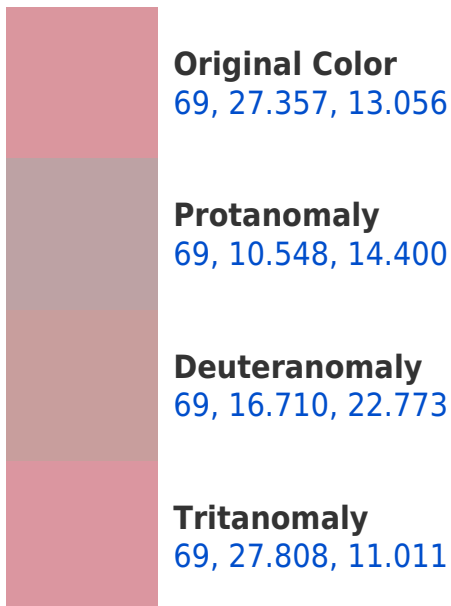 Original Color
69, 27.357, 13.056
Protanomaly
69, 10.548, 14.400
Deuteranomaly
69, 16.710, 22.773
Tritanomaly
69, 27.808, 11.011